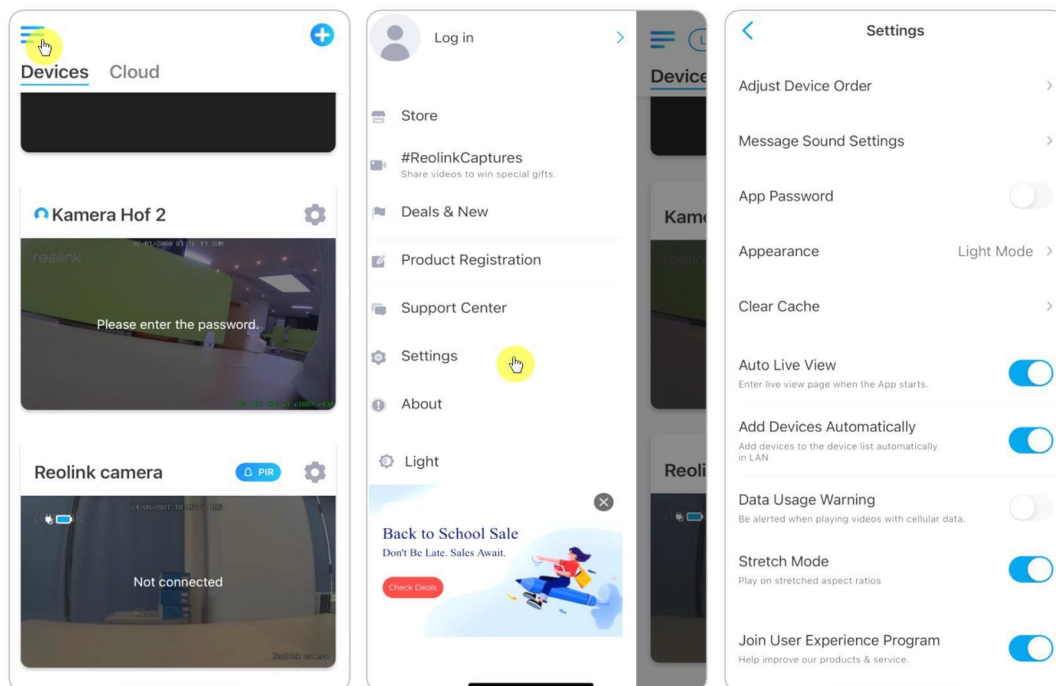 Devices Cloud
Kamera Hof 2
reolink
Please enter the password.
Reolink camera
PIR
Not connected
Reolink camera
Log in
Store
#ReolinkCaptures
Share videos to win special gifts.
Deals & New
Product Registration
Support Center
Settings
About
Light
Back to School Sale
Don't Be Late. Sales Await.
Check Deals
L
Device
Kame
reolin
Reoli
Settings
Adjust Device Order
Message Sound Settings
App Password
Appearance Light Mode
Clear Cache
Auto Live View
Enter live view page when the App starts.
Add Devices Automatically
Add devices to the device list automatically
in LAN
Data Usage Warning
Be alerted when playing videos with cellular data.
Stretch Mode
Play on stretched aspect ratios
Join User Experience Program
Help improve our products & service.